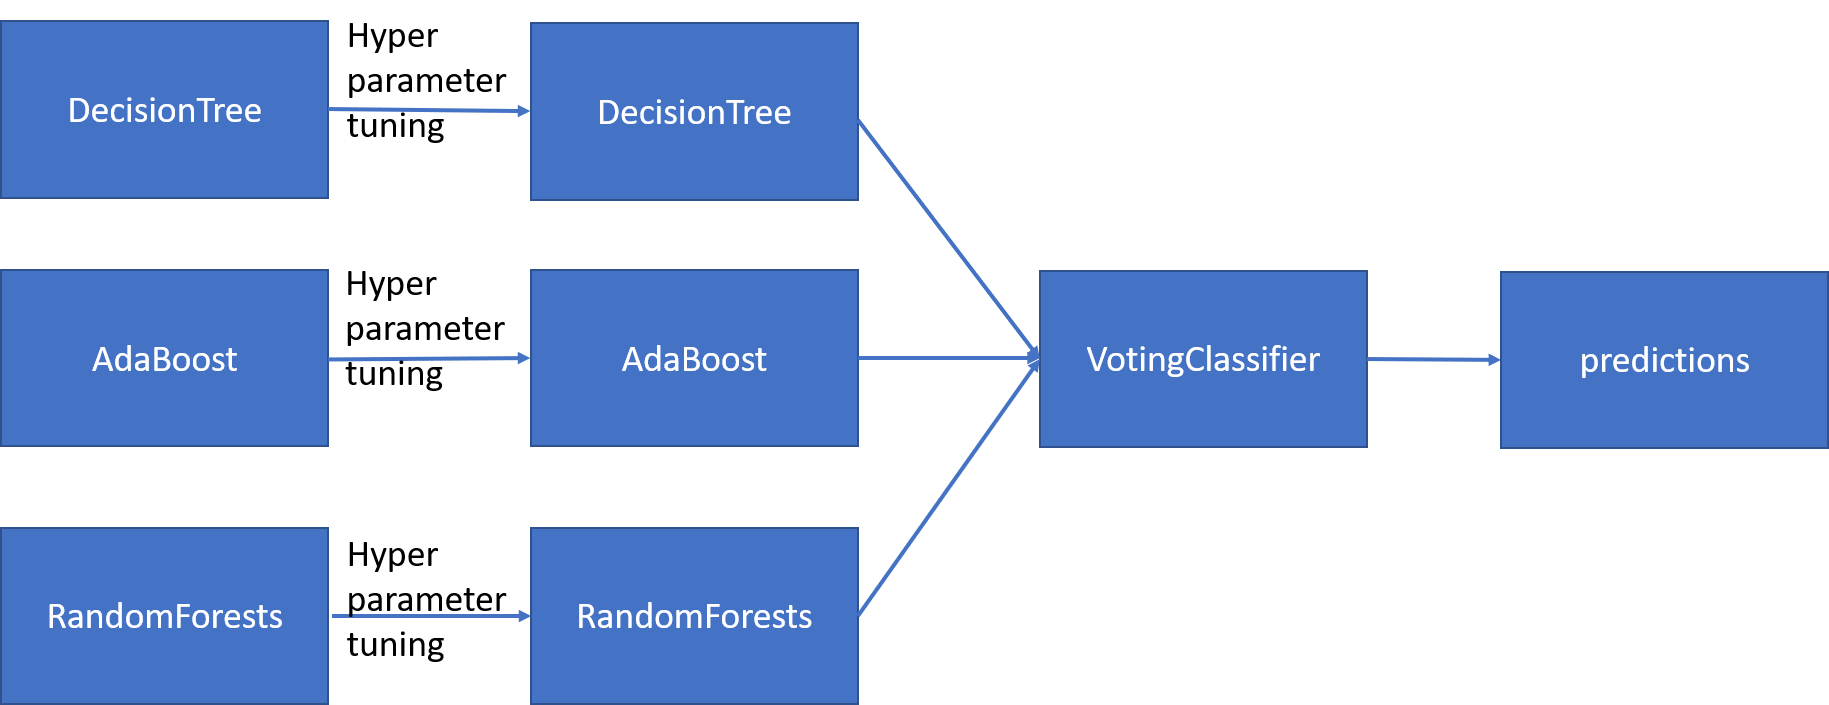 DecisionTree
Hyper
parameter
tuning
DecisionTree
AdaBoost
Hyper
parameter
tuning
AdaBoost
VotingClassifier
predictions
RandomForests
Hyper
parameter
tuning
RandomForests